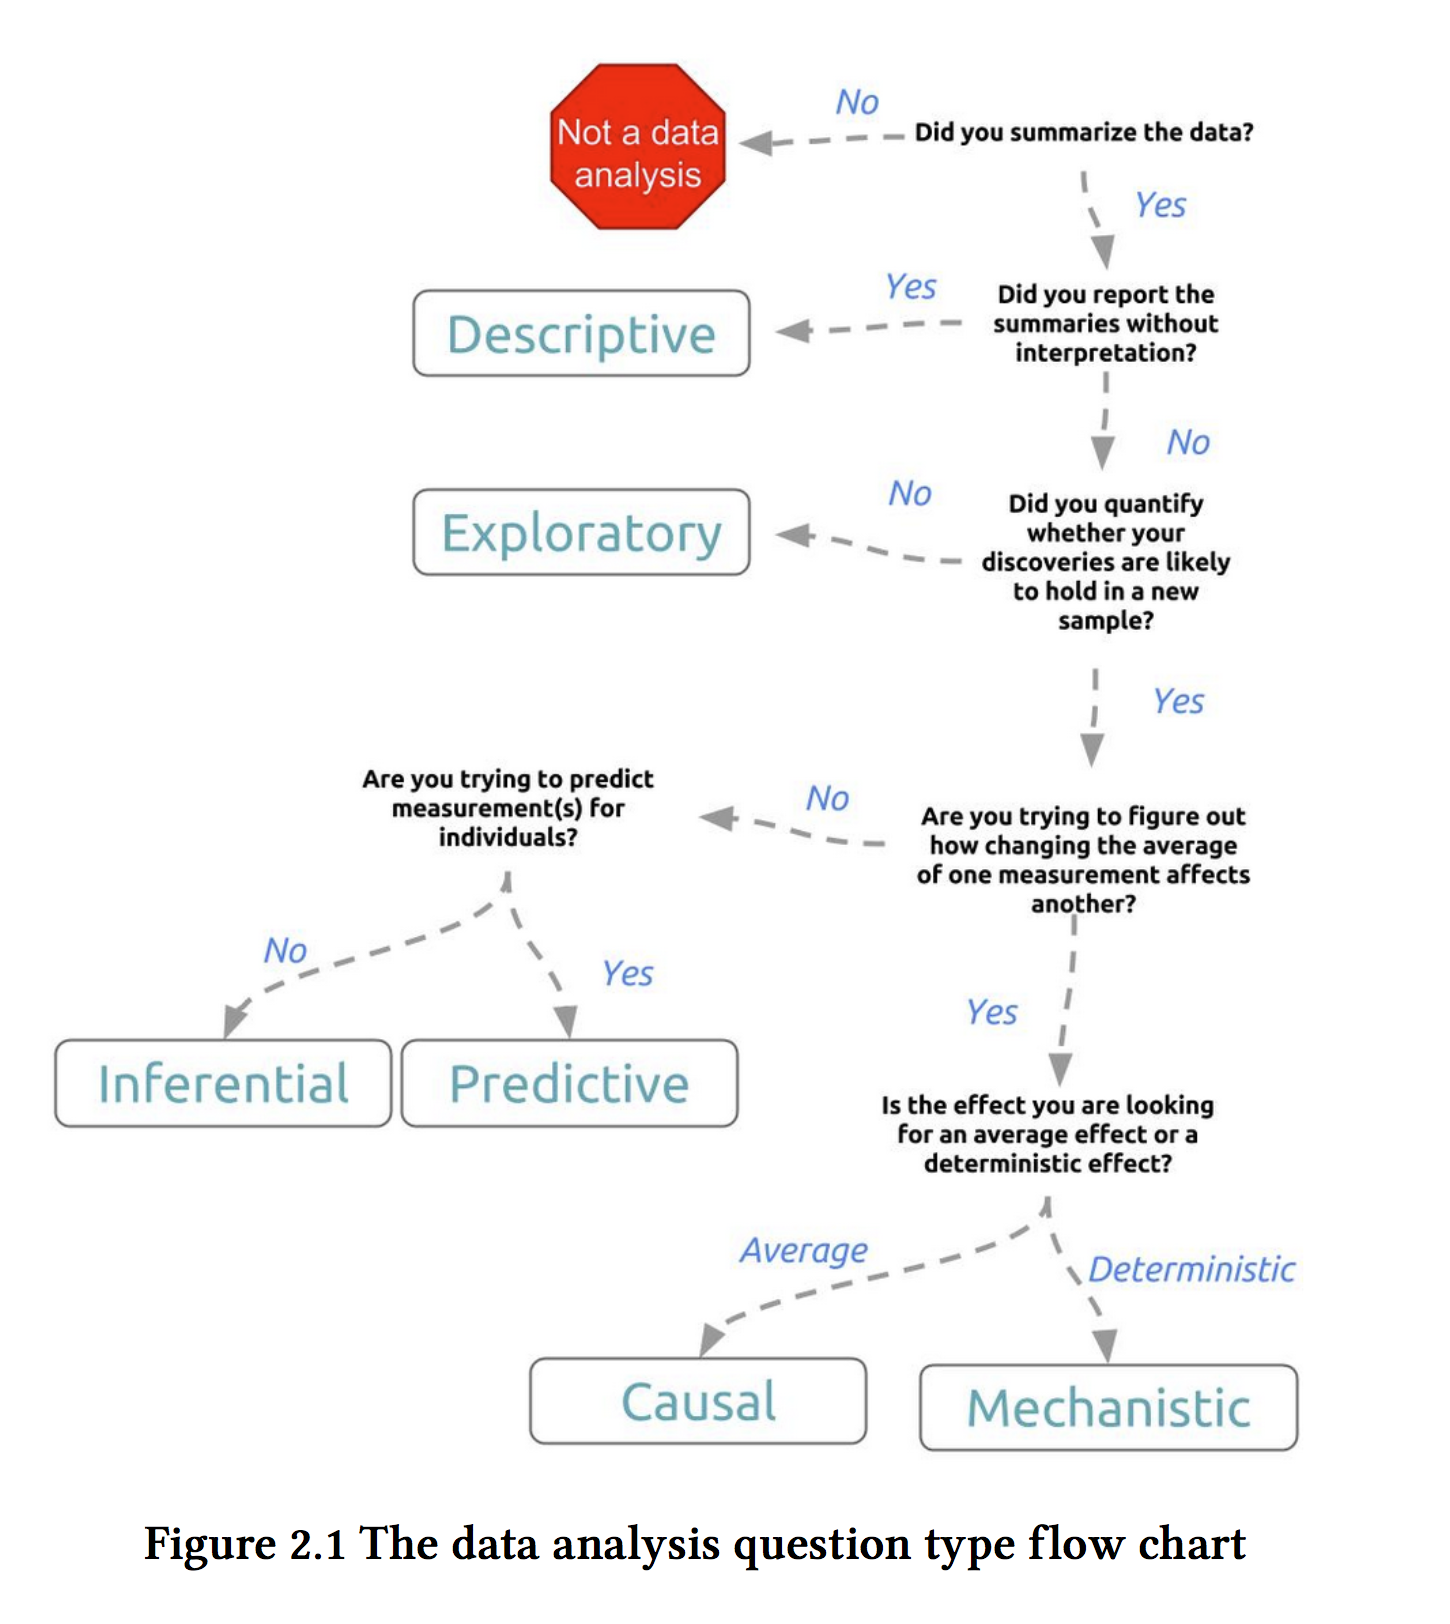 Not a data
analysis
No
Did you summarize the data?
Yes
Descriptive
Yes
Did you report the
summaries without
interpretation?
No
Exploratory
No
Did you quantify
whether your
discoveries are likely
to hold in a new
sample?
Yes
Are you trying to predict
measurement(s) for
individuals?
No
Are you trying to figure out
how changing the average
of one measurement affects
another?
No
Yes
Inferential
Predictive
Yes
Is the effect you are looking
for an average effect or a
deterministic effect?
Average
Deterministic
Causal
Mechanistic
Figure 2.1 The data analysis question type flow chart